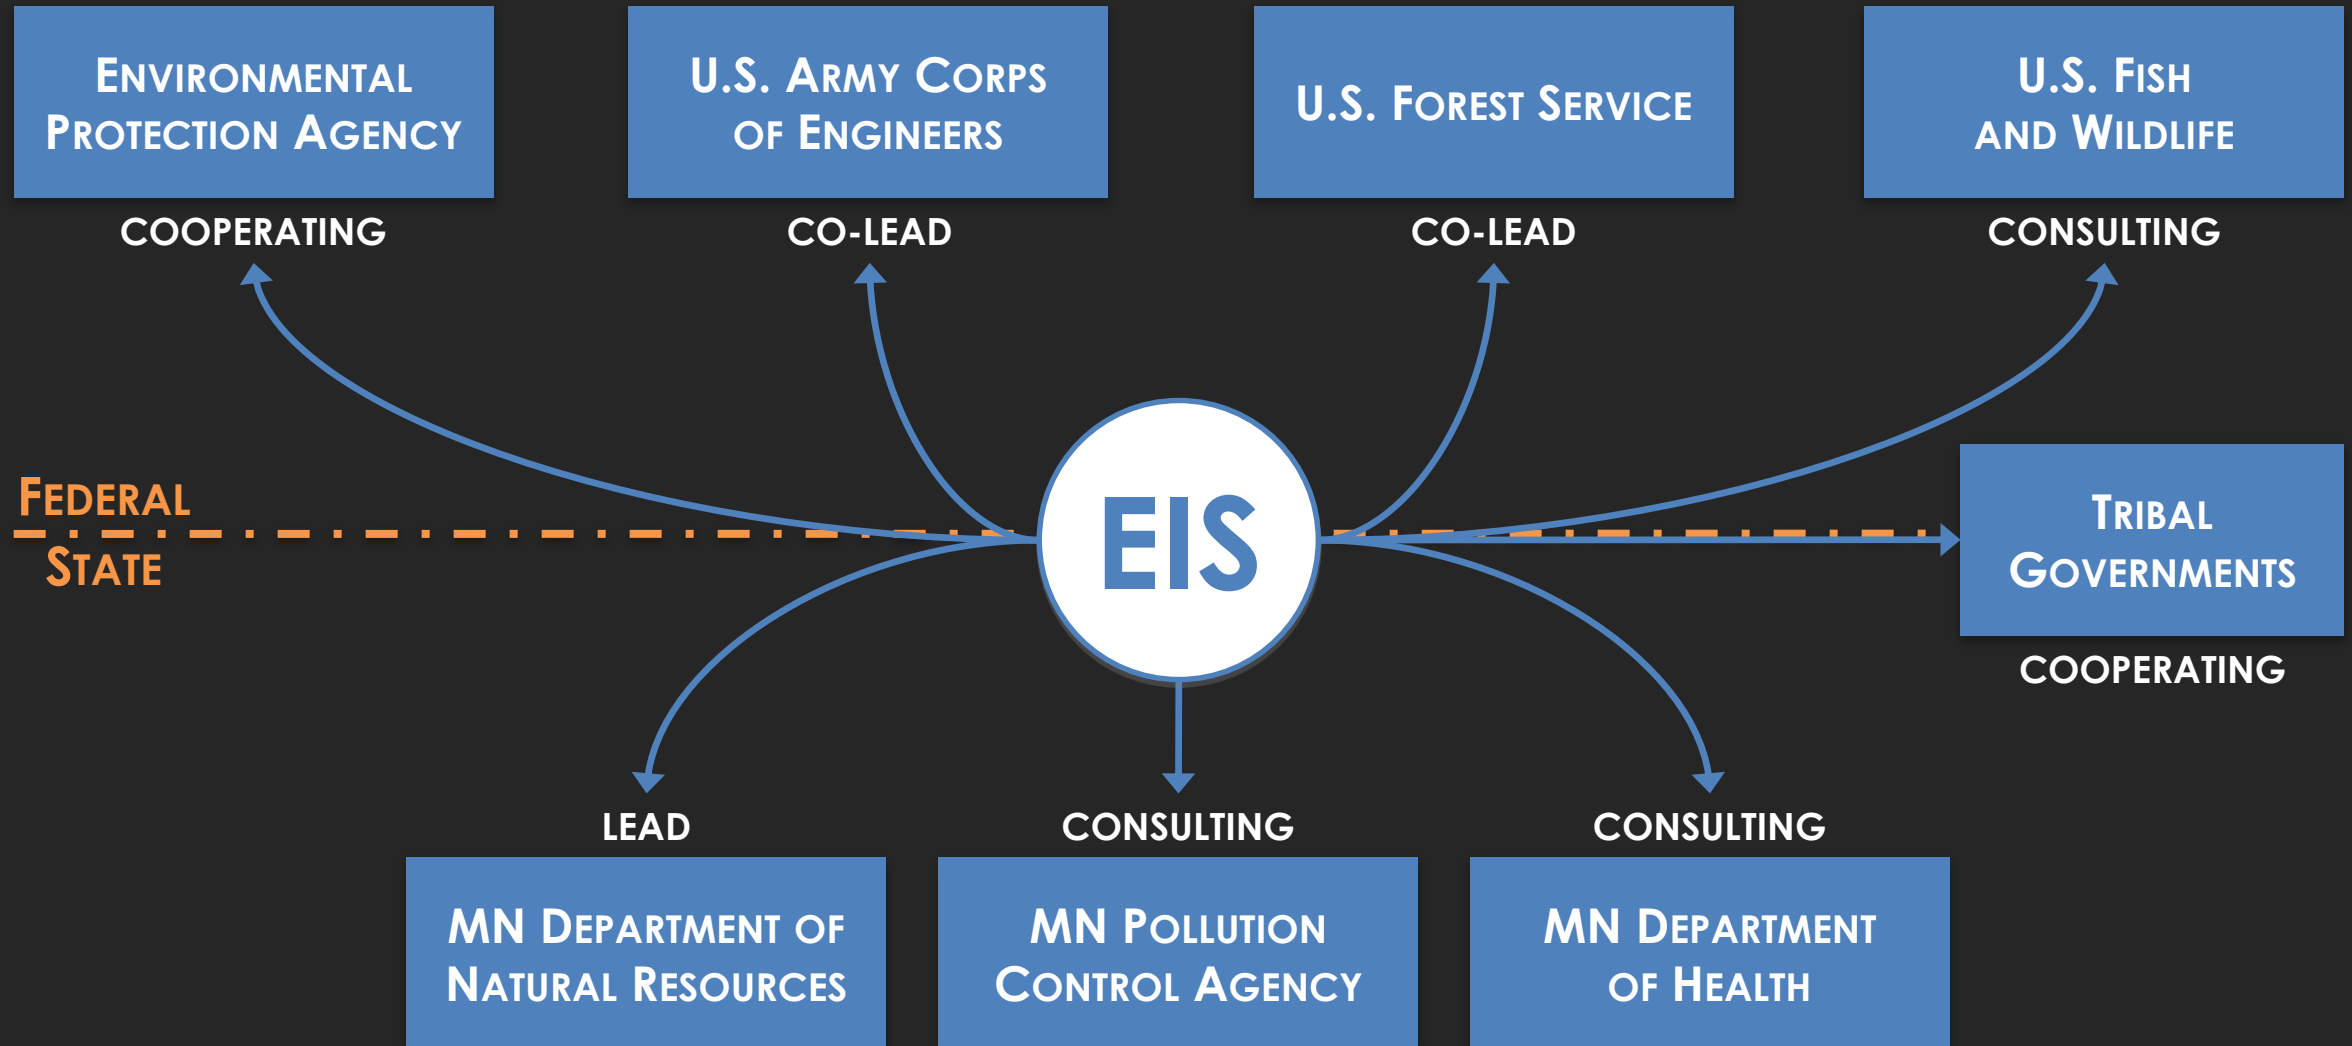 Environmental
Protection Agency
COOPERATING
U.S. Army Corps
of Engineers
CO-LEAD
U.S. Forest Service
CO-LEAD
U.S. Fish
and Wildlife
CONSULTING
Federal
State
EIS
Tribal
Governments
COOPERATING
LEAD
MN Department of
Natural Resources
CONSULTING
MN Pollution
Control Agency
CONSULTING
MN Department
of Health